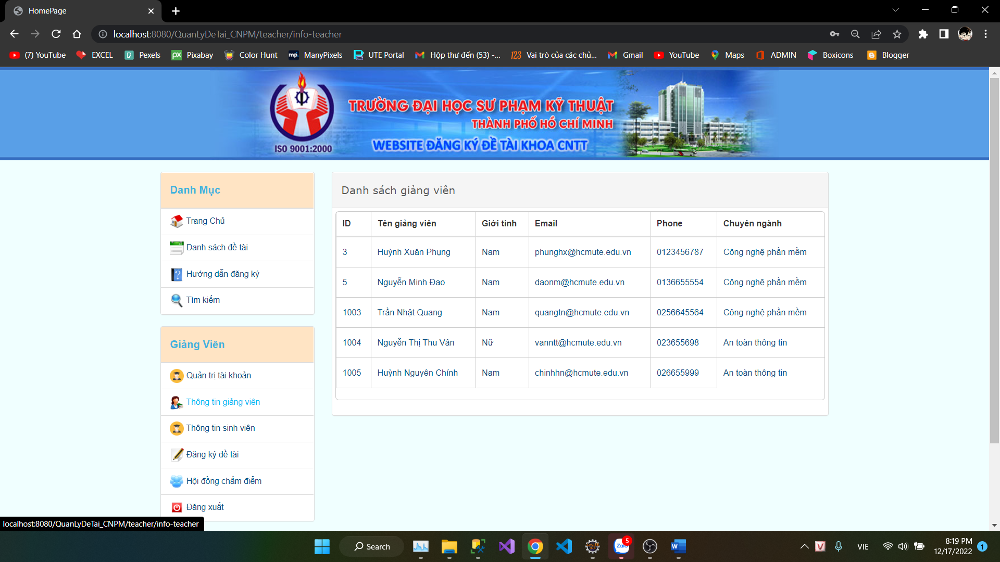 HomePage
localhost:8080/QuanLyDeTai_CNPM/teacher/info-teacher
(7) YouTube EXCEL Pexels px Pixabay Color Hunt mp. ManyPixels UTE Portal Hộp thư đến (53) -... 123 Vai trò của các chủ... Gmail YouTube Maps ADMIN Boxicons Blogger
TRƯỜNG ĐẠI HỌC SƯ PHẠM KỸ THUẬT
THÀNH PHỐ HỒ CHÍ MINH
WEBSITE ĐĂNG KÝ ĐỀ TÀI KHOA CNTT
ISO 9001:2000
Danh Mục
Trang Chủ
Danh sách đề tài
Hướng dẫn đăng ký
Tìm kiếm
Giảng Viên
Quản trị tài khoản
Thông tin giảng viên
Thông tin sinh viên
Đăng ký đề tài
Hội đồng chấm điểm
Đăng xuất
Danh sách giảng viên
ID Tên giảng viên Giới tính Email Phone Chuyên ngành
3 Huỳnh Xuân Phụng Nam phunghx@hcmute.edu.vn 0123456787 Công nghệ phần mềm
5 Nguyễn Minh Đạo Nam daonm@hcmute.edu.vn 0136655554 Công nghệ phần mềm
1003 Trần Nhật Quang Nam quangtn@hcmute.edu.vn 0256645564 Công nghệ phần mềm
1004 Nguyễn Thị Thu Vân Nữ vanntt@hcmute.edu.vn 023655698 An toàn thông tin
1005 Huỳnh Nguyên Chính Nam chinhhn@hcmute.edu.vn 026655999 An toàn thông tin
localhost:8080/QuanLyDeTai_CNPM/teacher/info-teacher
Search
Zalo 5
VIE
8:19 PM
12/17/2022
1